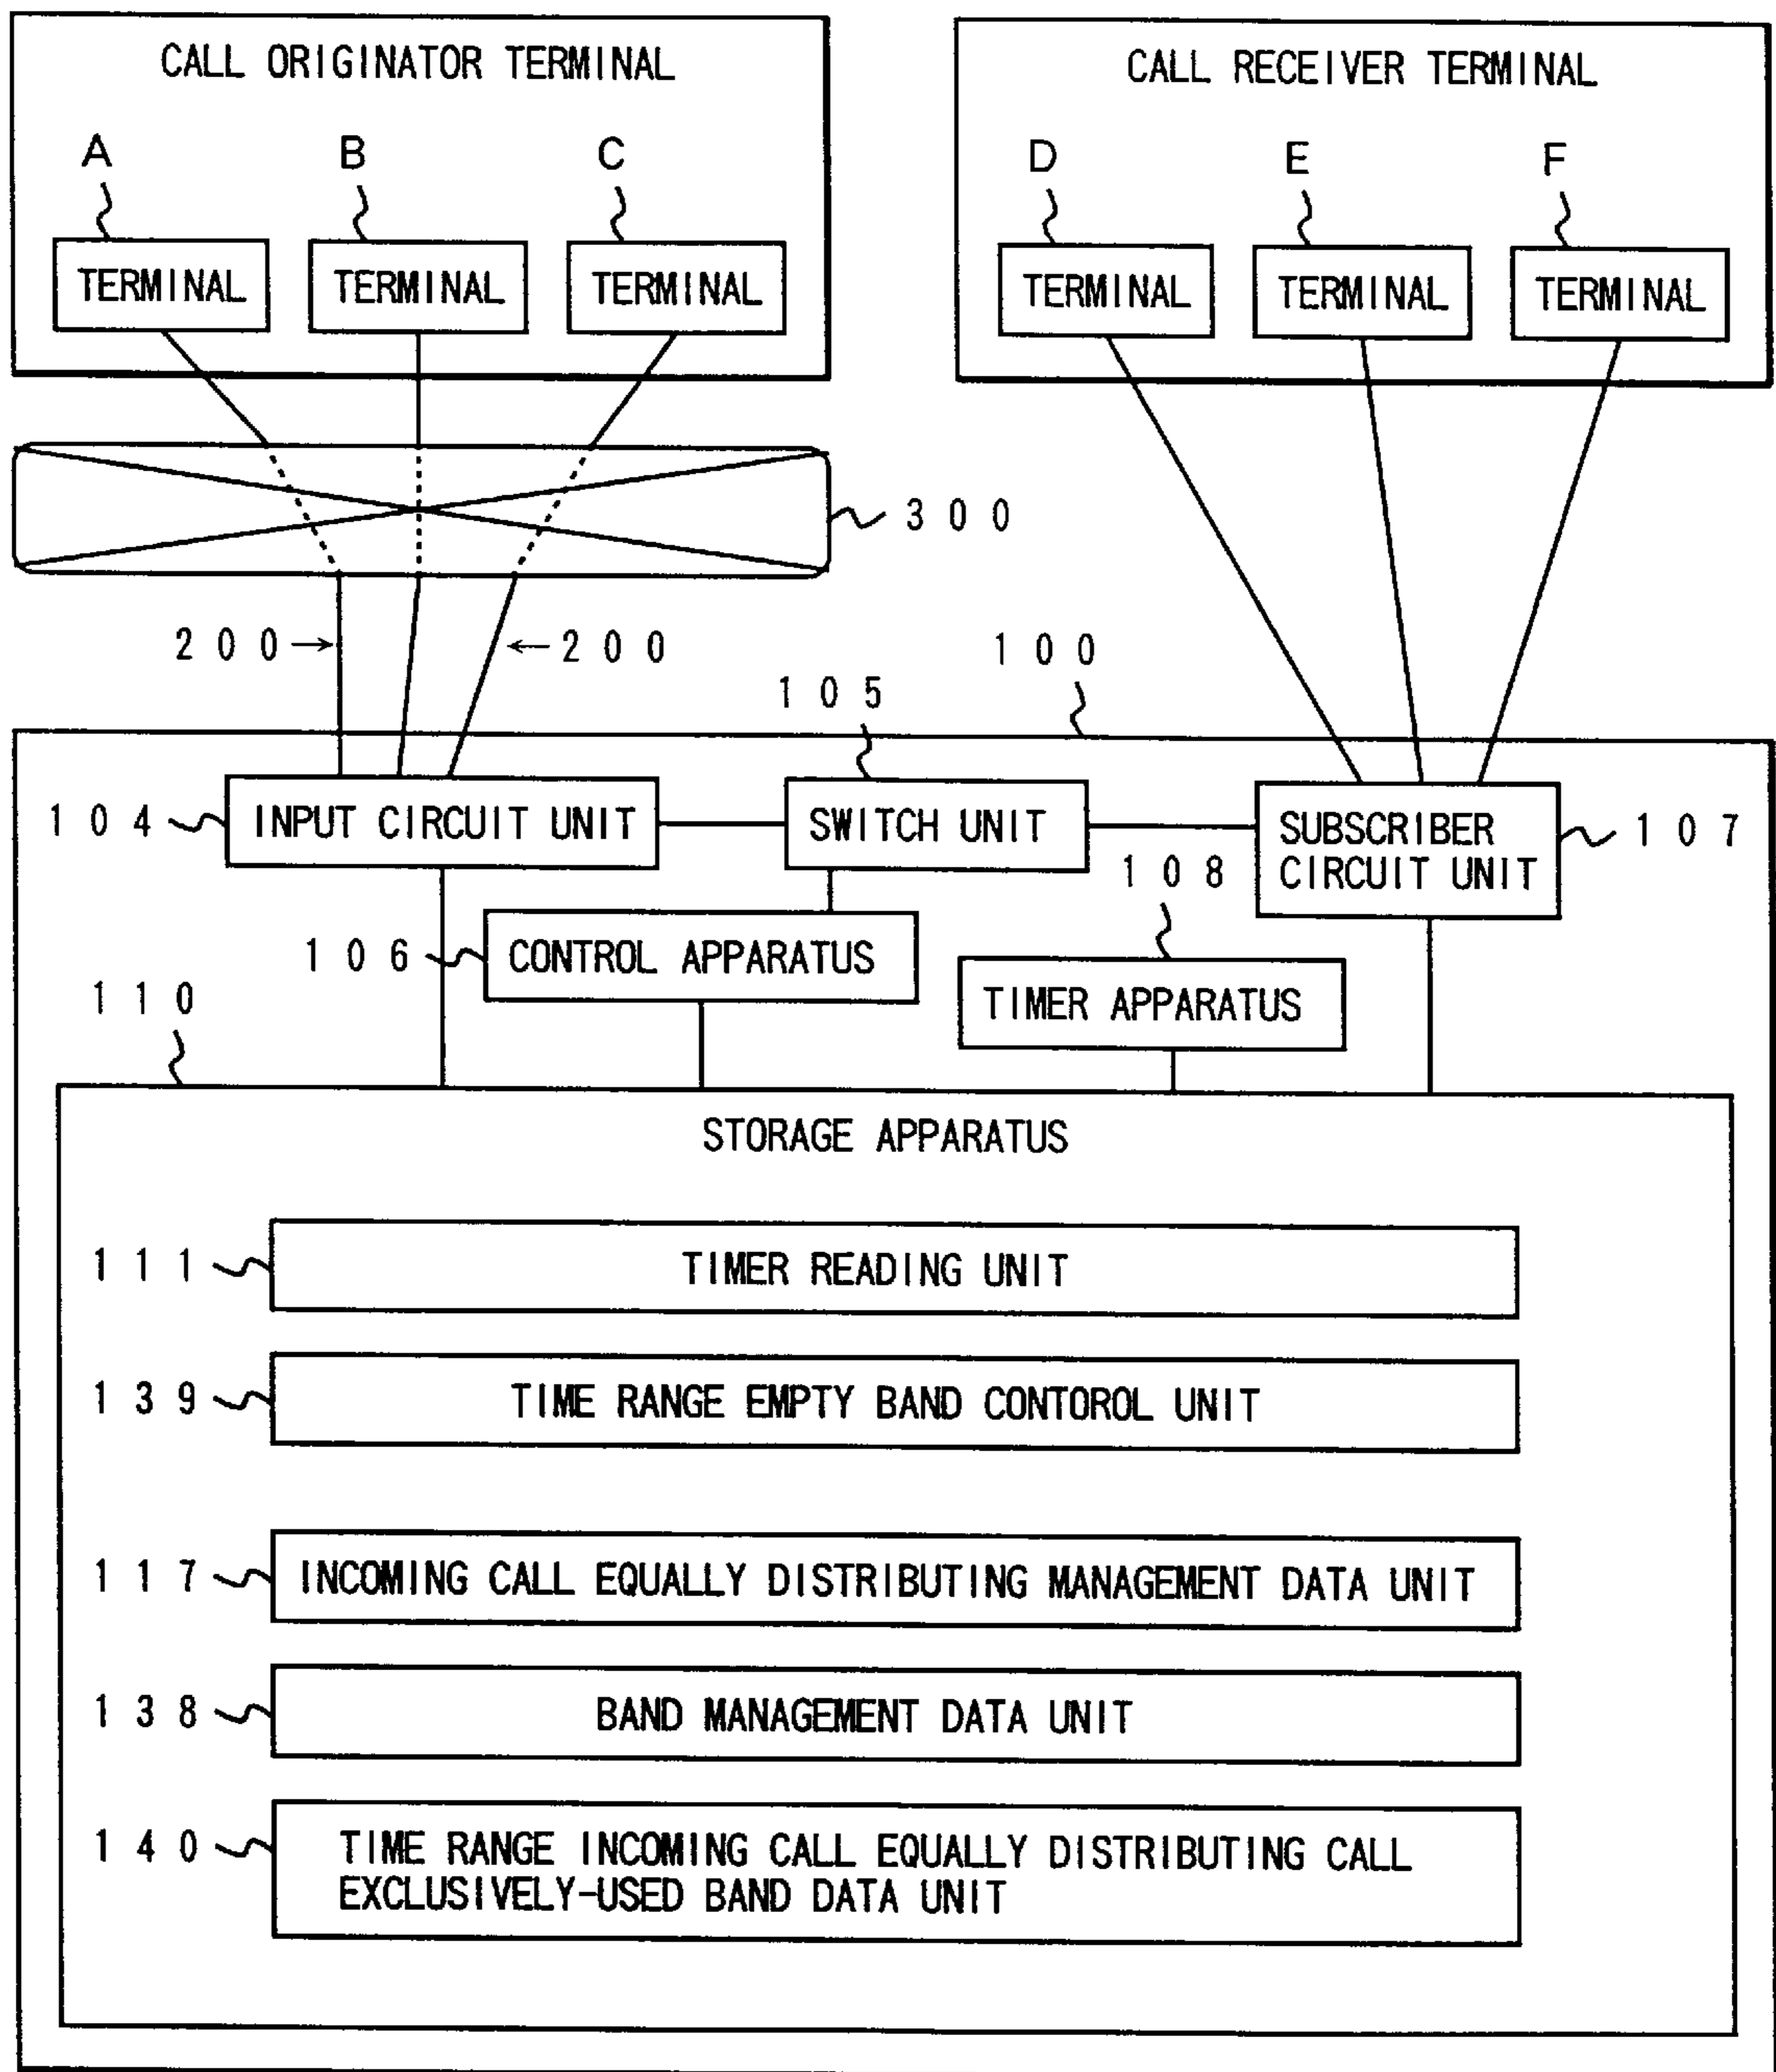 CALL ORIGINATOR TERMINAL
A
B
C
TERMINAL
TERMINAL
TERMINAL
CALL RECEIVER TERMINAL
D
E
F
TERMINAL
TERMINAL
TERMINAL
300
200
200
100
105
104
INPUT CIRCUIT UNIT
SWITCH UNIT
SUBSCRIBER
CIRCUIT UNIT
107
108
106
CONTROL APPARATUS
TIMER APPARATUS
110
STORAGE APPARATUS
111
TIMER READING UNIT
139
TIME RANGE EMPTY BAND CONTOROL UNIT
117
INCOMING CALL EQUALLY DISTRIBUTING MANAGEMENT DATA UNIT
138
BAND MANAGEMENT DATA UNIT
140
TIME RANGE INCOMING CALL EQUALLY DISTRIBUTING CALL
EXCLUSIVELY-USED BAND DATA UNIT